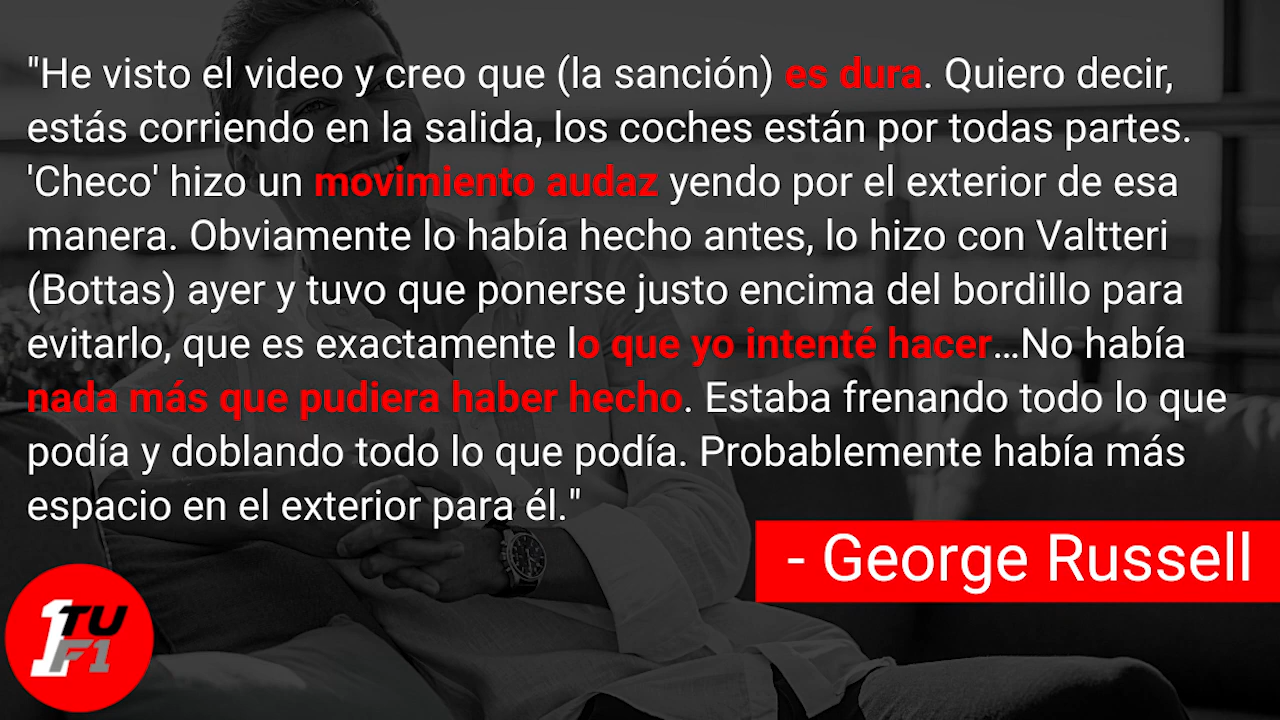 "He visto el video y creo que (la sanción) es dura. Quiero decir,
estás corriendo en la salida, los coches están por todas partes.
'Checo' hizo un movimiento audaz yendo por el exterior de esa
manera. Obviamente lo había hecho antes, lo hizo con Valtteri
(Bottas) ayer y tuvo que ponerse justo encima del bordillo para
evitarlo, que es exactamente lo que yo intenté hacer...No había
nada más que pudiera haber hecho. Estaba frenando todo lo que
podía y doblando todo lo que podía. Probablemente había más
espacio en el exterior para él."
- George Russell
1 TU
F1